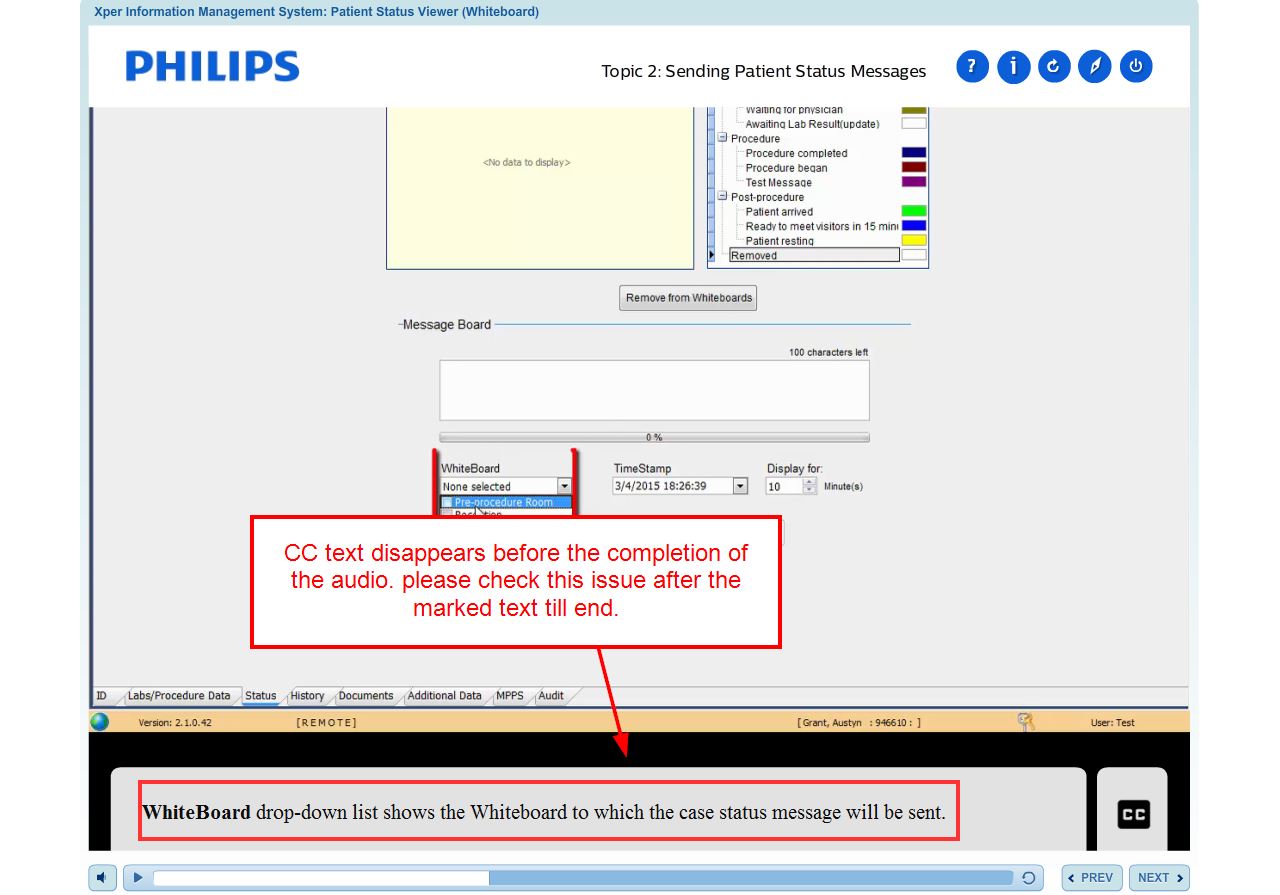 Xper Information Management System: Patient Status Viewer (Whiteboard)
PHILIPS
Topic 2: Sending Patient Status Messages
?
i
Waiting for physician
Awaiting Lab Result(update)
<No data to display>
Procedure
Procedure completed
Procedure began
Test Message
Post-procedure
Patient arrived
Ready to meet visitors in 15 min
Patient resting
Removed
Remove from Whiteboards
Message Board
100 characters left
0 %
WhiteBoard
TimeStamp
Display for:
None selected
3/4/2015 18:26:39
10
Minute(s)
Pre-procedure Room
CC text disappears before the completion of
the audio. please check this issue after the
marked text till end.
ID Labs/Procedure Data Status History Documents Additional Data MPPS Audit
Version: 2.1.0.42
[REMOTE]
[ Grant, Austyn : 946610 : ]
User: Test
WhiteBoard drop-down list shows the Whiteboard to which the case status message will be sent.
CC
PREV
NEXT